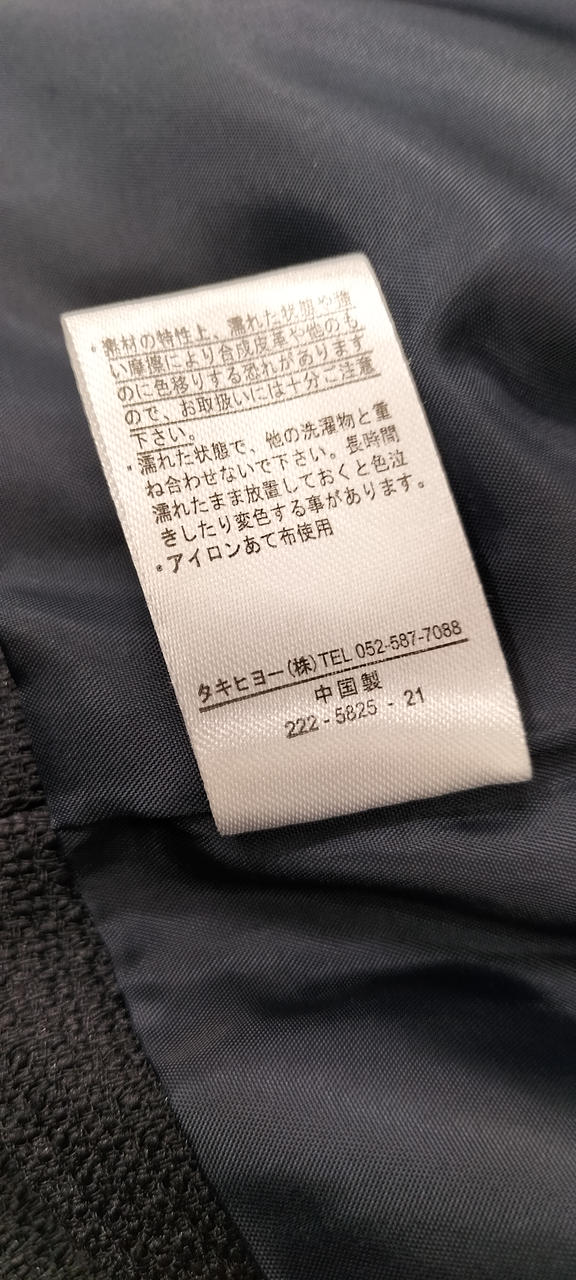 ・素材の特性上、濡れた状態や強
い摩擦により合成皮革や他のも
のに色移りする恐れがあります
ので、お取扱いには十分ご注意
下さい。
・濡れた状態で、他の洗濯物と重
ね合わせないで下さい。長時間
濡れたまま放置しておくと色泣
きしたり変色する事があります。
・アイロンあて布使用
タキヒヨー(株)TEL 052-587-7088
中国製
222 - 5825 - 21